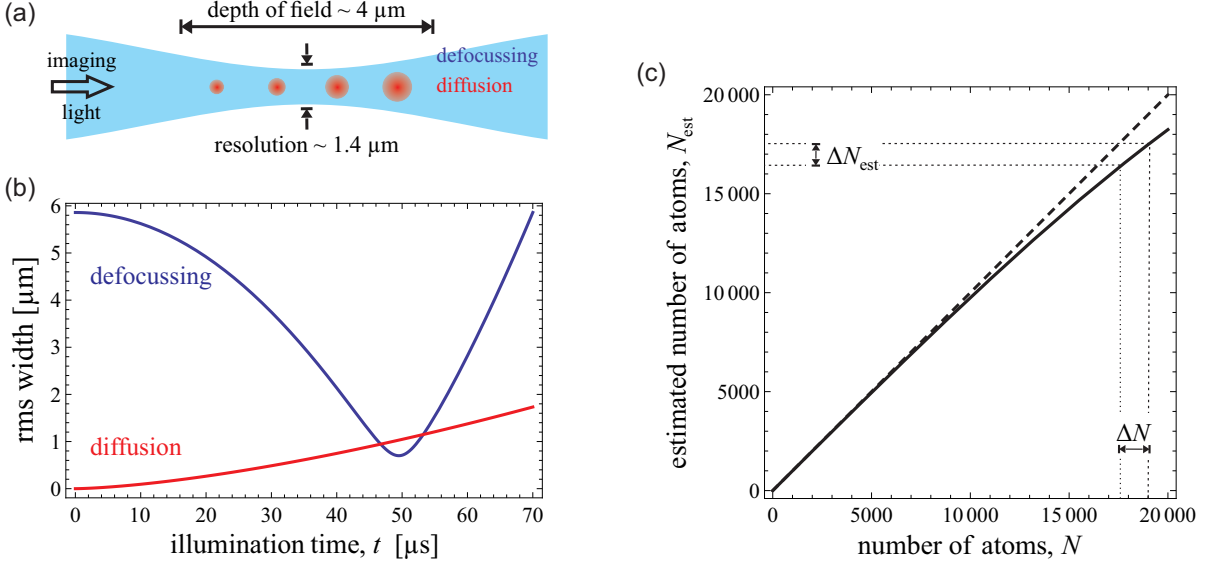 (a)
depth of field ~ 4 µm
imaging
light
defocussing
diffusion
resolution ~ 1.4 µm
(b)
rms width [µm]
6
5
4
3
2
1
0
defocussing
diffusion
0 10 20 30 40 50 60 70
illumination time, t [µs]
(c)
estimated number of atoms, N_est
20 000
15 000
10 000
5000
0
ΔN_est
ΔN
0 5000 10 000 15 000 20 000
number of atoms, N